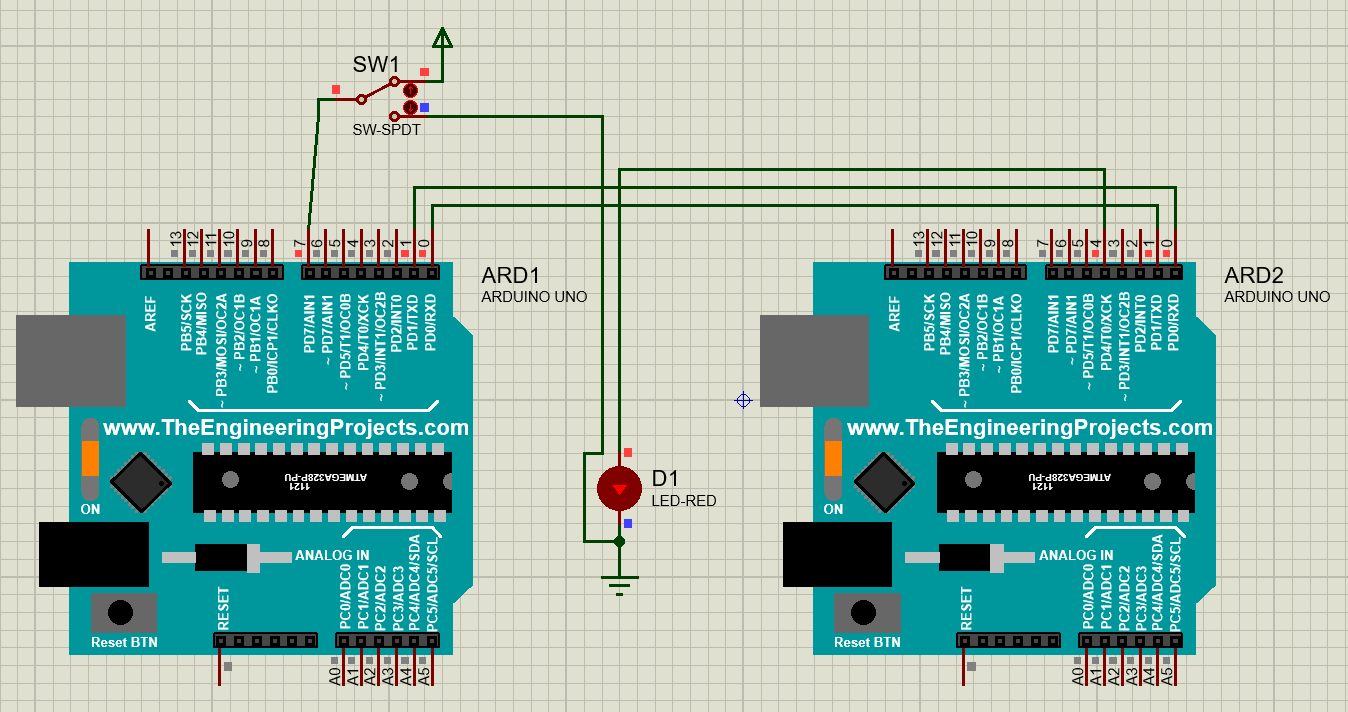 SW1
SW-SPDT
13
12
11
10
9
8
7
6
5
4
3
2
1
0
ARD1
ARDUINO UNO
AREF
PB5/SCK
PB4/MISO
~ PB3/MOSI/OC2A
~ PB2/OC1B
~ PB1/OC1A
PB0/ICP1/CLKO
PD7/AIN1
~ PD7/AIN1
~ PD5/T1/OC0B
PD4/T0/XCK
~ PD3/INT1/OC2B
PD2/INT0
PD1/TXD
PD0/RXD
www.TheEngineeringProjects.com
ATMEGA328P-PU
1121
ON
ANALOG IN
RESET
PC0/ADC0
PC1/ADC1
PC2/ADC2
PC3/ADC3
PC4/ADC4/SDA
PC5/ADC5/SCL
Reset BTN
A0
A1
A2
A3
A4
A5
D1
LED-RED
13
12
11
10
9
8
7
6
5
4
3
2
1
0
ARD2
ARDUINO UNO
AREF
PB5/SCK
PB4/MISO
~ PB3/MOSI/OC2A
~ PB2/OC1B
~ PB1/OC1A
PB0/ICP1/CLKO
PD7/AIN1
~ PD7/AIN1
~ PD5/T1/OC0B
PD4/T0/XCK
~ PD3/INT1/OC2B
PD2/INT0
PD1/TXD
PD0/RXD
www.TheEngineeringProjects.com
ATMEGA328P-PU
1121
ON
ANALOG IN
RESET
PC0/ADC0
PC1/ADC1
PC2/ADC2
PC3/ADC3
PC4/ADC4/SDA
PC5/ADC5/SCL
Reset BTN
A0
A1
A2
A3
A4
A5